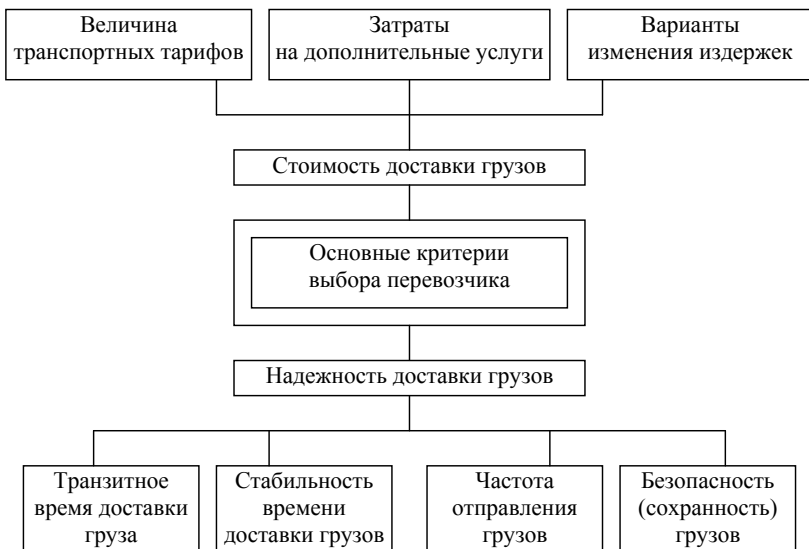 Величина
транспортных тарифов
Затраты
на дополнительные услуги
Варианты
изменения издержек
Стоимость доставки грузов
Основные критерии
выбора перевозчика
Надежность доставки грузов
Транзитное
время доставки
груза
Стабильность
времени
доставки грузов
Частота
отправления
грузов
Безопасность
(сохранность)
грузов